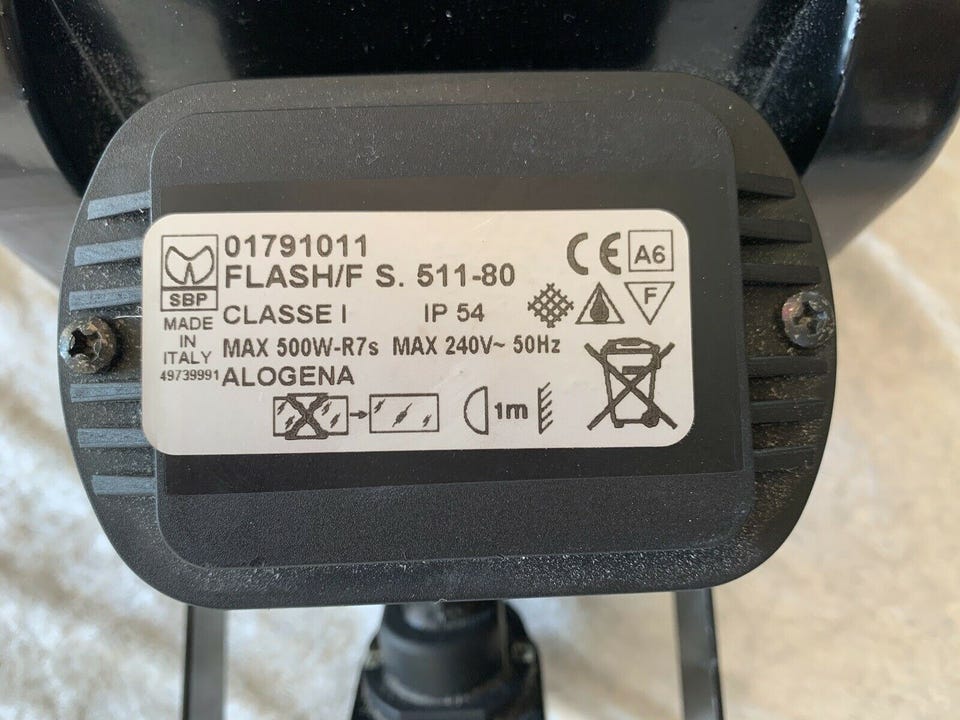 01791011
FLASH/F S. 511-80
SBP
CLASSE I IP 54
MADE
IN
ITALY
49739991
MAX 500W-R7s MAX 240V~ 50Hz
ALOGENA
1m
CE A6
F